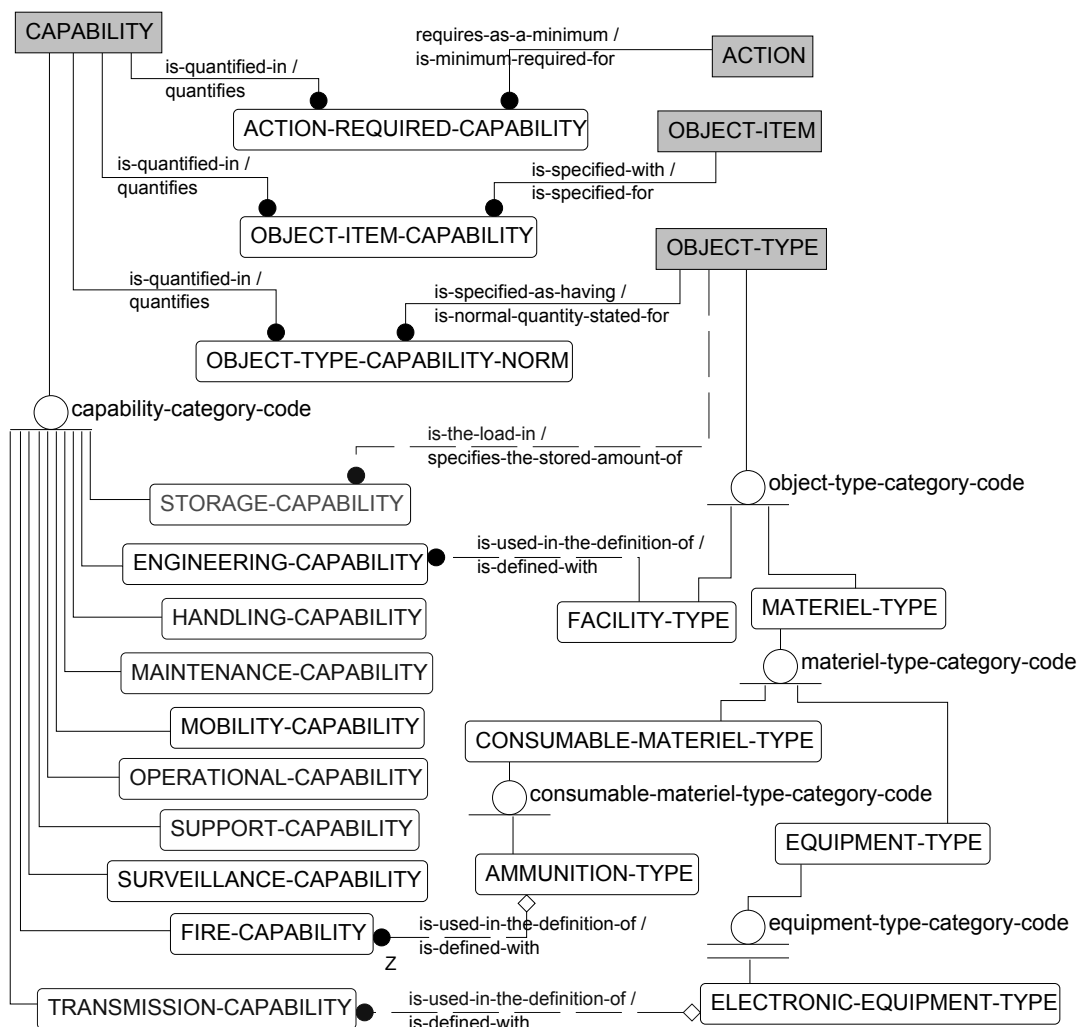 CAPABILITY
requires-as-a-minimum /
is-minimum-required-for
ACTION
is-quantified-in /
quantifies
ACTION-REQUIRED-CAPABILITY
OBJECT-ITEM
is-quantified-in /
quantifies
is-specified-with /
is-specified-for
OBJECT-ITEM-CAPABILITY
OBJECT-TYPE
is-quantified-in /
quantifies
is-specified-as-having /
is-normal-quantity-stated-for
OBJECT-TYPE-CAPABILITY-NORM
capability-category-code
is-the-load-in /
specifies-the-stored-amount-of
object-type-category-code
STORAGE-CAPABILITY
ENGINEERING-CAPABILITY
is-used-in-the-definition-of /
is-defined-with
HANDLING-CAPABILITY
FACILITY-TYPE
MATERIEL-TYPE
MAINTENANCE-CAPABILITY
materiel-type-category-code
MOBILITY-CAPABILITY
CONSUMABLE-MATERIEL-TYPE
OPERATIONAL-CAPABILITY
consumable-materiel-type-category-code
SUPPORT-CAPABILITY
EQUIPMENT-TYPE
SURVEILLANCE-CAPABILITY
AMMUNITION-TYPE
FIRE-CAPABILITY
Z
is-used-in-the-definition-of /
is-defined-with
equipment-type-category-code
TRANSMISSION-CAPABILITY
is-used-in-the-definition-of /
is-defined-with
ELECTRONIC-EQUIPMENT-TYPE